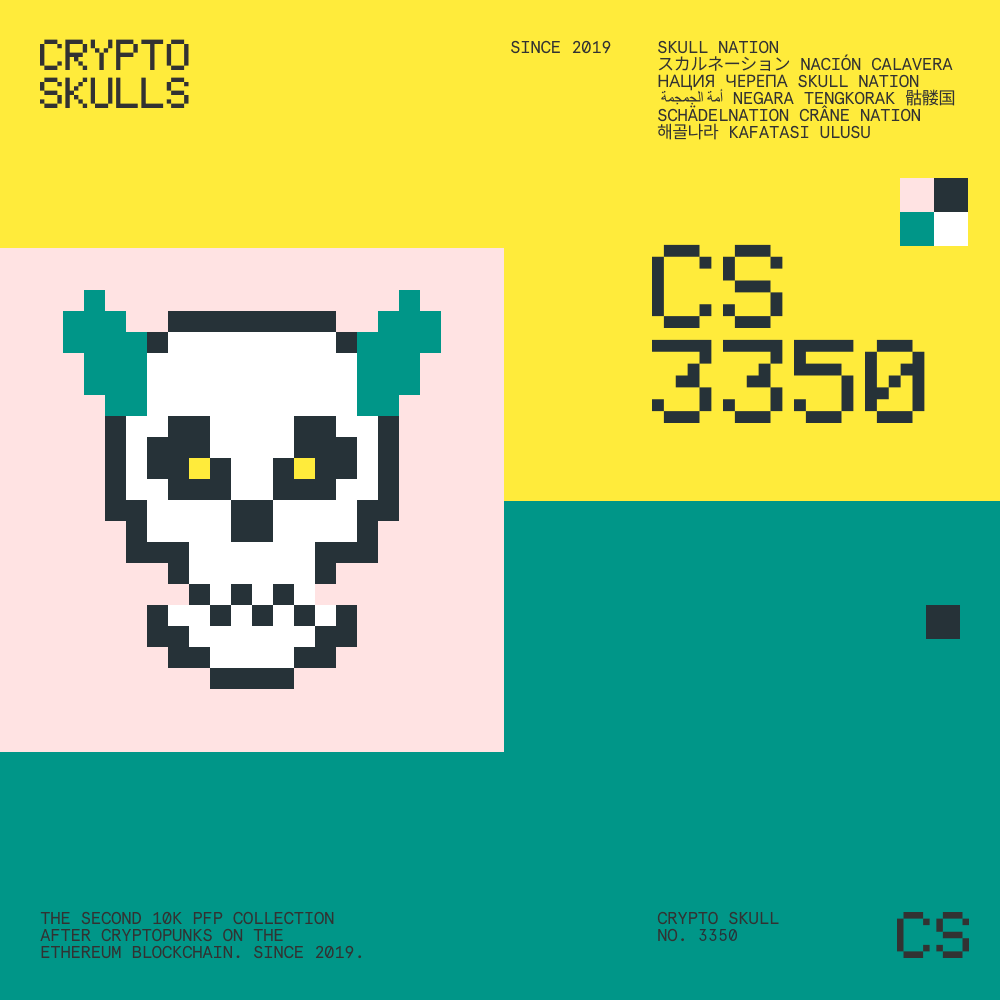 CRYPTO
SKULLS
SINCE 2019
SKULL NATION
スカルネーション NACIÓN CALAVERA
НАЦИЯ ЧЕРЕПА SKULL NATION
أمة الجمجمة NEGARA TENGKORAK 骷髅国
SCHÄDELNATION CRÂNE NATION
해골나라 KAFATASI ULUSU
CS
3350
THE SECOND 10K PFP COLLECTION
AFTER CRYPTOPUNKS ON THE
ETHEREUM BLOCKCHAIN. SINCE 2019.
CRYPTO SKULL
NO. 3350
CS